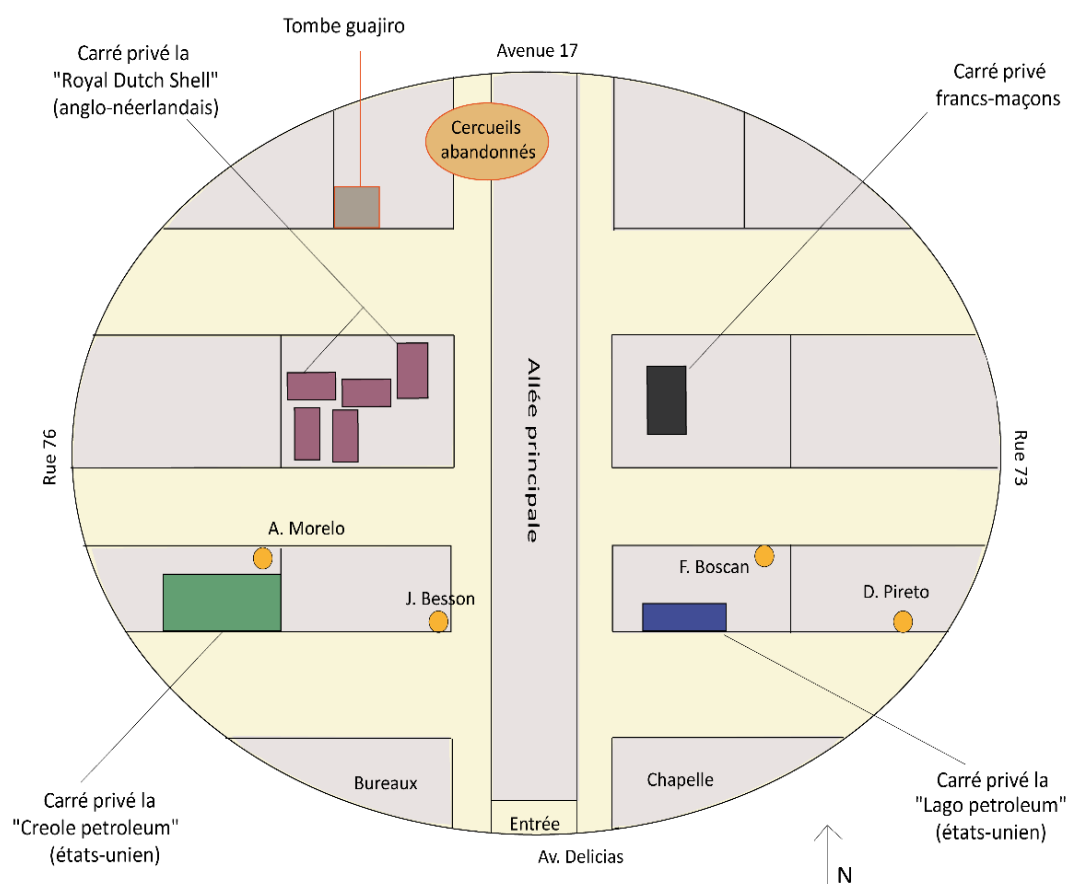 Tombe guajiro
Avenue 17
Carré privé la
"Royal Dutch Shell"
(anglo-néerlandais)
Carré privé
francs-maçons
Cercueils
abandonnés
Allée principale
Rue 76
Rue 73
A. Morelo
J. Besson
F. Boscan
D. Pireto
Bureaux
Chapelle
Entrée
Carré privé la
"Creole petroleum"
(états-unien)
Carré privé la
"Lago petroleum"
(états-unien)
Av. Delicias
N